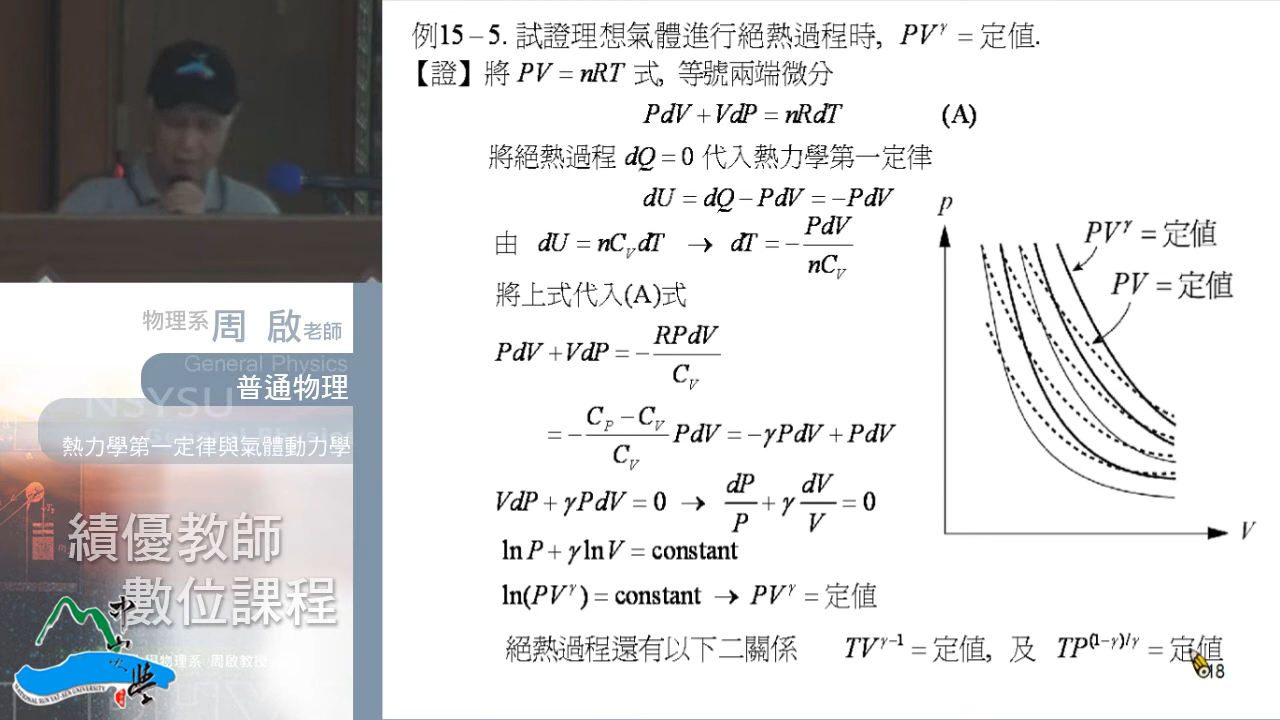 例15－5. 試證理想氣體進行絕熱過程時, PV^γ = 定值.
【證】將 PV = nRT 式, 等號兩端微分
PdV + VdP = nRdT (A)
將絕熱過程 dQ = 0 代入熱力學第一定律
dU = dQ − PdV = −PdV
由 dU = nC_V dT → dT = − PdV / nC_V
將上式代入(A)式
PdV + VdP = − RPdV / C_V
= − (C_P − C_V) / C_V PdV = −γPdV + PdV
VdP + γPdV = 0 → dP/P + γ dV/V = 0
ln P + γ ln V = constant
ln(PV^γ) = constant → PV^γ = 定值
絕熱過程還有以下二關係 TV^(γ−1) = 定值, 及 TP^((1−γ)/γ) = 定值
18
p
PV^γ = 定值
PV = 定值
V
物理系周 啟老師
General Physics
普通物理
NSYSU
熱力學第一定律與氣體動力學
績優教師
數位課程
學物理系 周啟教授
NATIONAL SUN YAT-SEN UNIVERSITY
中山大學